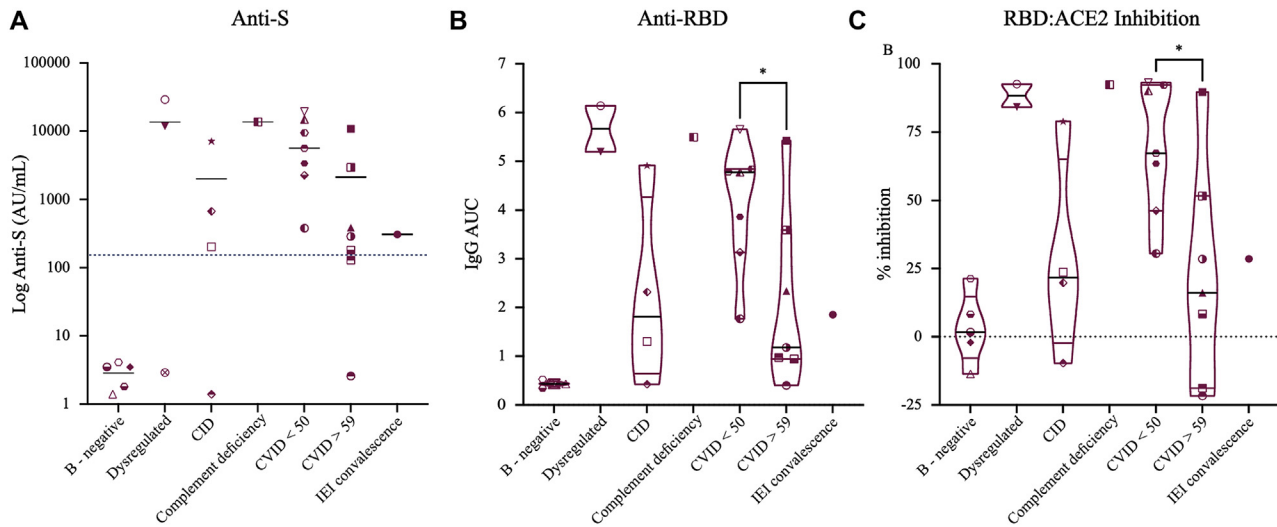 A
Anti-S
Log Anti-S (AU/mL)
100000
10000
1000
100
10
1
B - negative
Dysregulated
CID
Complement deficiency
CVID < 50
CVID > 59
IEI convalescence
B
Anti-RBD
IgG AUC
7
6
5
4
3
2
1
0
*
B - negative
Dysregulated
CID
Complement deficiency
CVID < 50
CVID > 59
IEI convalescence
C
RBD:ACE2 Inhibition
B
% inhibition
100
75
50
25
0
-25
*
B - negative
Dysregulated
CID
Complement deficiency
CVID < 50
CVID > 59
IEI convalescence